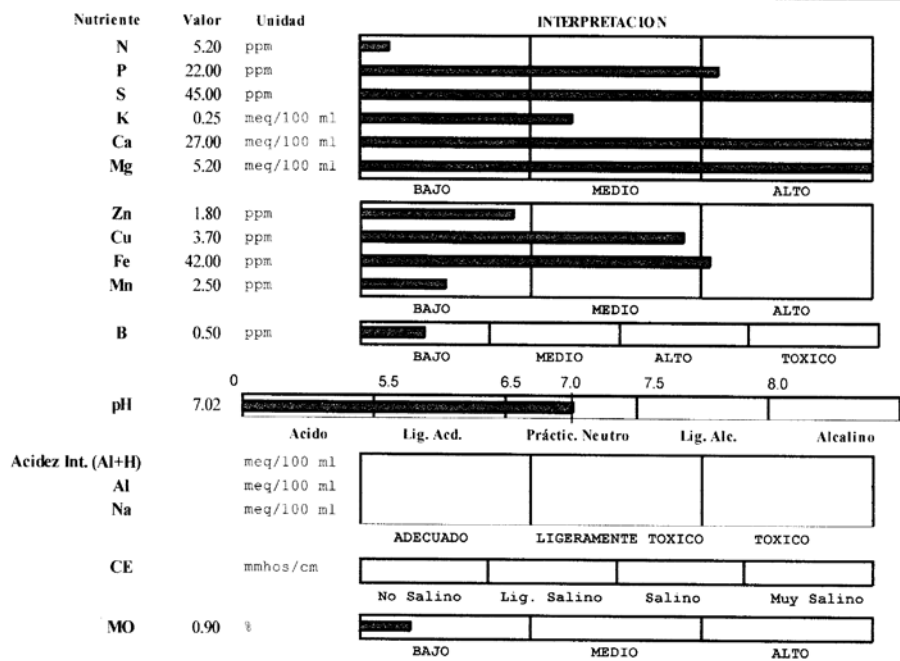 Nutriente Valor Unidad INTERPRETACION
N 5.20 ppm
P 22.00 ppm
S 45.00 ppm
K 0.25 meq/100 ml
Ca 27.00 meq/100 ml
Mg 5.20 meq/100 ml
BAJO MEDIO ALTO
Zn 1.80 ppm
Cu 3.70 ppm
Fe 42.00 ppm
Mn 2.50 ppm
BAJO MEDIO ALTO
B 0.50 ppm
BAJO MEDIO ALTO TOXICO
0 5.5 6.5 7.0 7.5 8.0
pH 7.02
Acido Lig. Acd. Práctic. Neutro Lig. Alc. Alcalino
Acidez Int. (Al+H) meq/100 ml
Al meq/100 ml
Na meq/100 ml
ADECUADO LIGERAMENTE TOXICO TOXICO
CE mmhos/cm
No Salino Lig. Salino Salino Muy Salino
MO 0.90 %
BAJO MEDIO ALTO